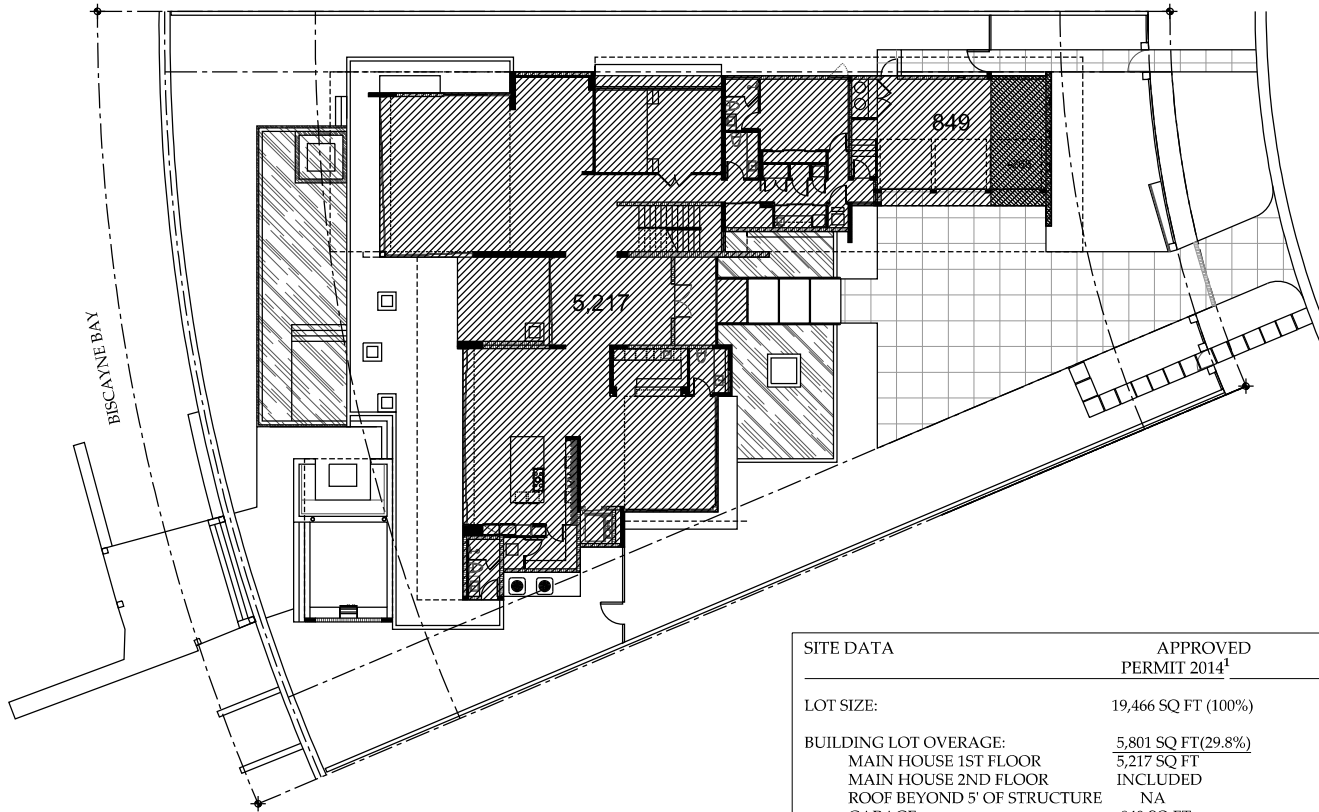 849
5,217
BISCAYNE BAY
SITE DATA APPROVED
PERMIT 2014¹
LOT SIZE: 19,466 SQ FT (100%)
BUILDING LOT OVERAGE: 5,801 SQ FT(29.8%)
MAIN HOUSE 1ST FLOOR 5,217 SQ FT
MAIN HOUSE 2ND FLOOR INCLUDED
ROOF BEYOND 5' OF STRUCTURE NA